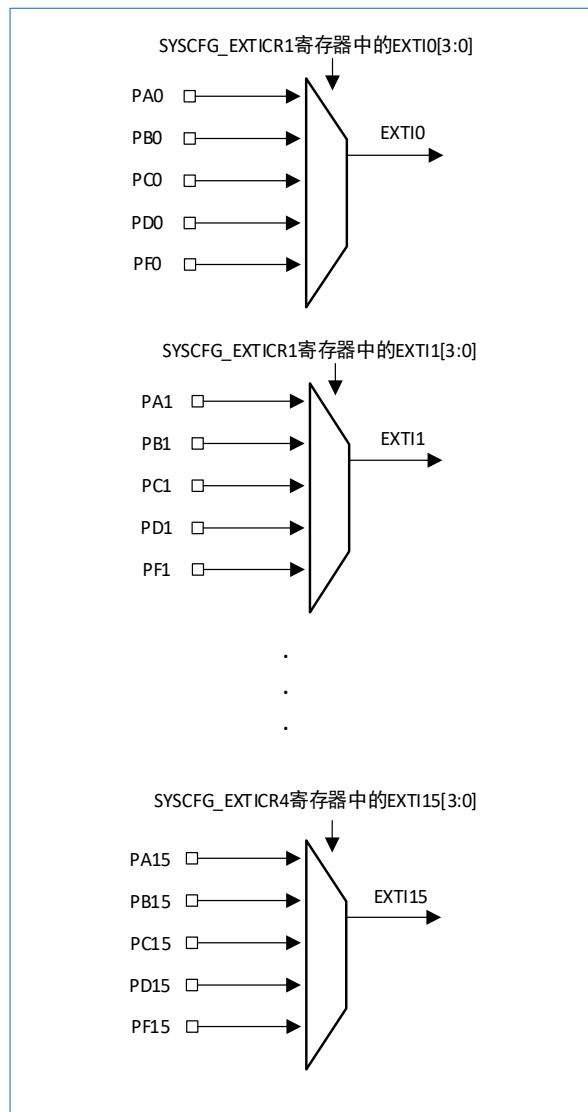 SYSCFG_EXTICR1寄存器中的EXTI0[3:0]
PA0
PB0
EXTI0
PC0
PD0
PF0
SYSCFG_EXTICR1寄存器中的EXTI1[3:0]
PA1
PB1
EXTI1
PC1
PD1
PF1
.
.
.
SYSCFG_EXTICR4寄存器中的EXTI15[3:0]
PA15
PB15
EXTI15
PC15
PD15
PF15